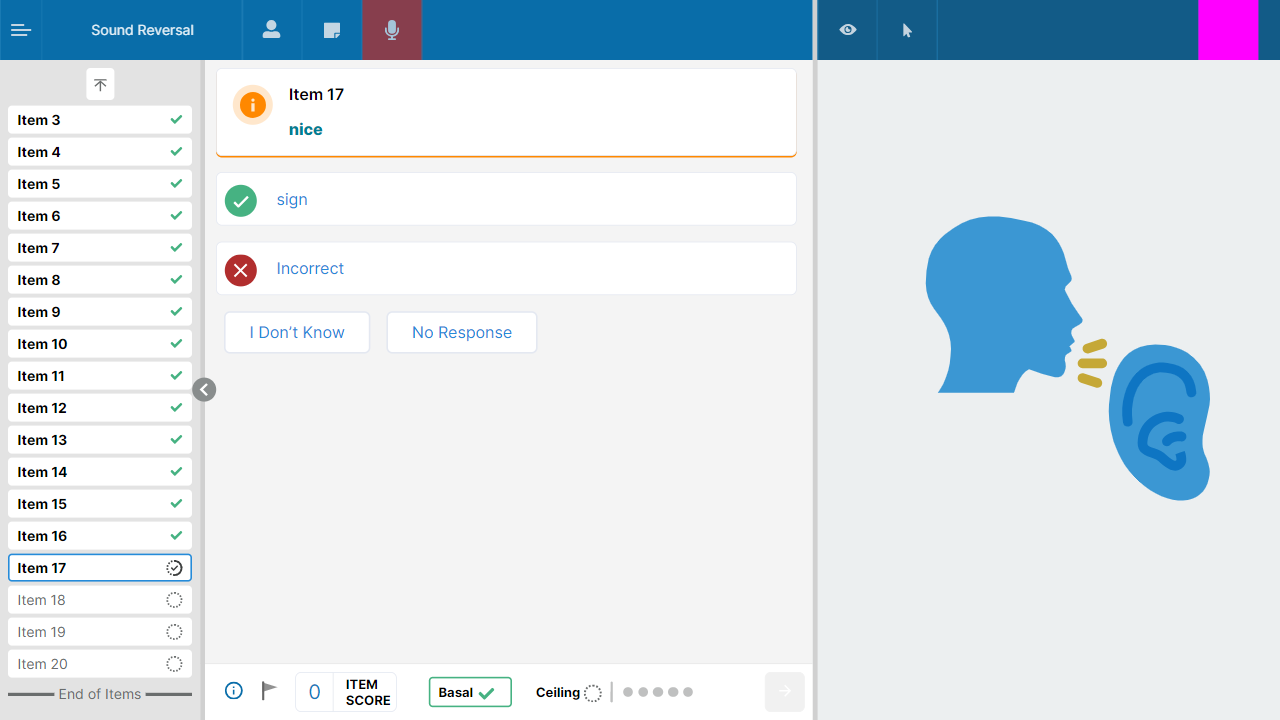 Sound Reversal
Item 3
Item 4
Item 5
Item 6
Item 7
Item 8
Item 9
Item 10
Item 11
Item 12
Item 13
Item 14
Item 15
Item 16
Item 17
Item 18
Item 19
Item 20
End of Items
Item 17
nice
sign
Incorrect
I Don’t Know
No Response
0
ITEM
SCORE
Basal
Ceiling